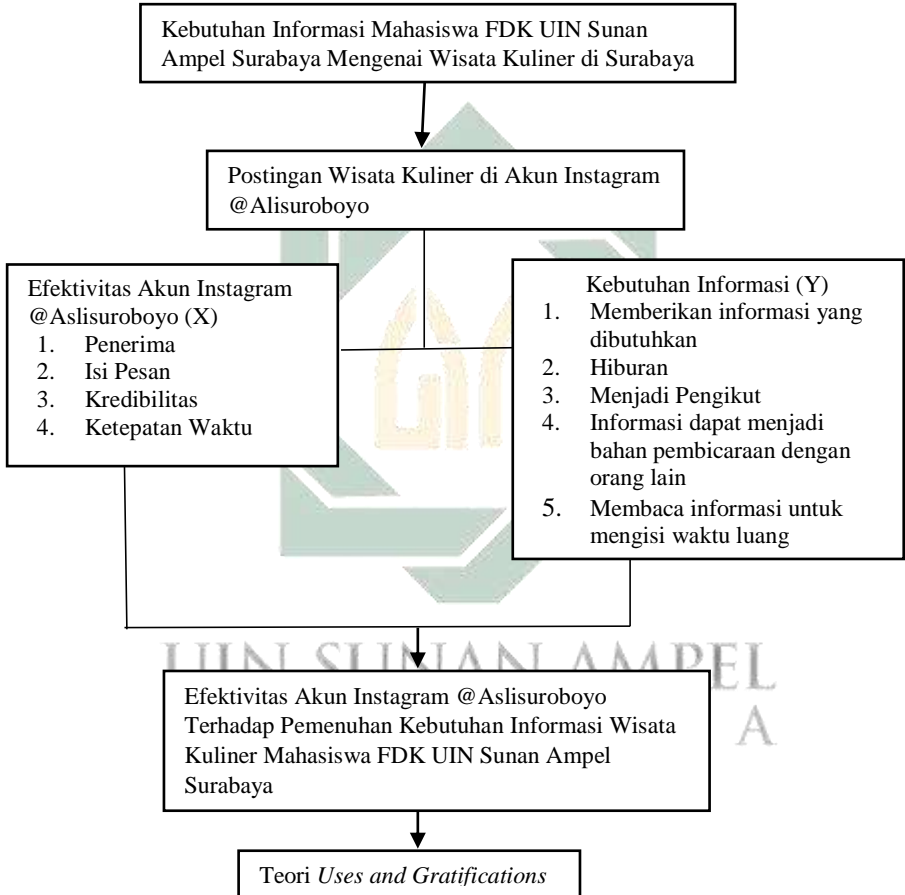 Kebutuhan Informasi Mahasiswa FDK UIN Sunan
Ampel Surabaya Mengenai Wisata Kuliner di Surabaya
Postingan Wisata Kuliner di Akun Instagram
@Alisuroboyo
Efektivitas Akun Instagram
@Aslisuroboyo (X)
1. Penerima
2. Isi Pesan
3. Kredibilitas
4. Ketepatan Waktu
Kebutuhan Informasi (Y)
1. Memberikan informasi yang
dibutuhkan
2. Hiburan
3. Menjadi Pengikut
4. Informasi dapat menjadi
bahan pembicaraan dengan
orang lain
5. Membaca informasi untuk
mengisi waktu luang
UIN SUNAN AMPEL
A
Efektivitas Akun Instagram @Aslisuroboyo
Terhadap Pemenuhan Kebutuhan Informasi Wisata
Kuliner Mahasiswa FDK UIN Sunan Ampel
Surabaya
Teori Uses and Gratifications